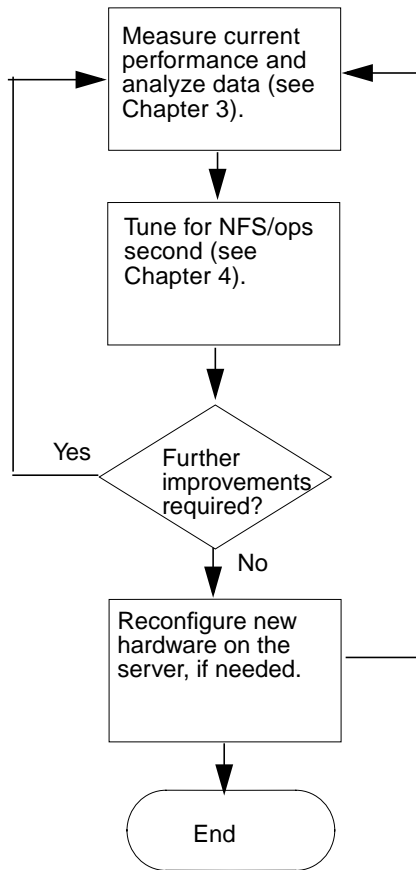 Measure current
performance and
analyze data (see
Chapter 3).
Tune for NFS/ops
second (see
Chapter 4).
Yes
Further
improvements
required?
No
Reconfigure new
hardware on the
server, if needed.
End